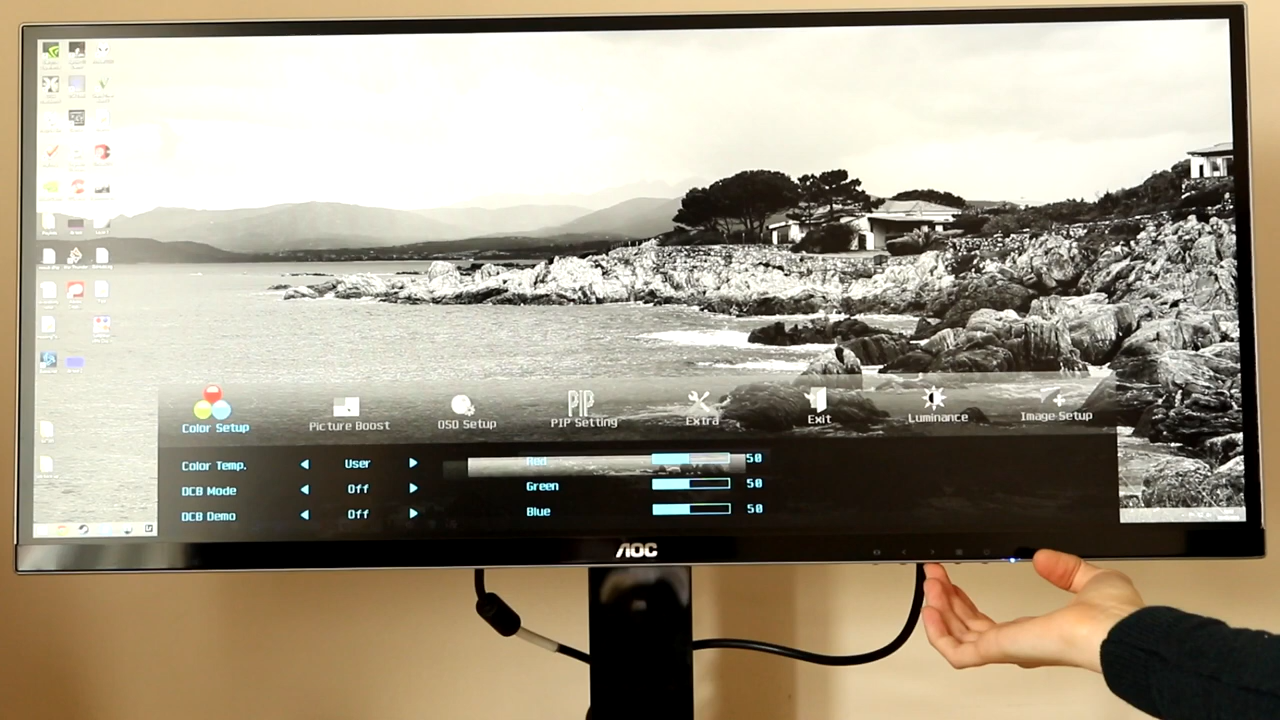 Color Setup
Picture Boost
OSD Setup
PIP
PIP Setting
Extra
Exit
Luminance
Image Setup
Color Temp. User Red 50
DCB Mode Off Green 50
DCB Demo Off Blue 50
AOC